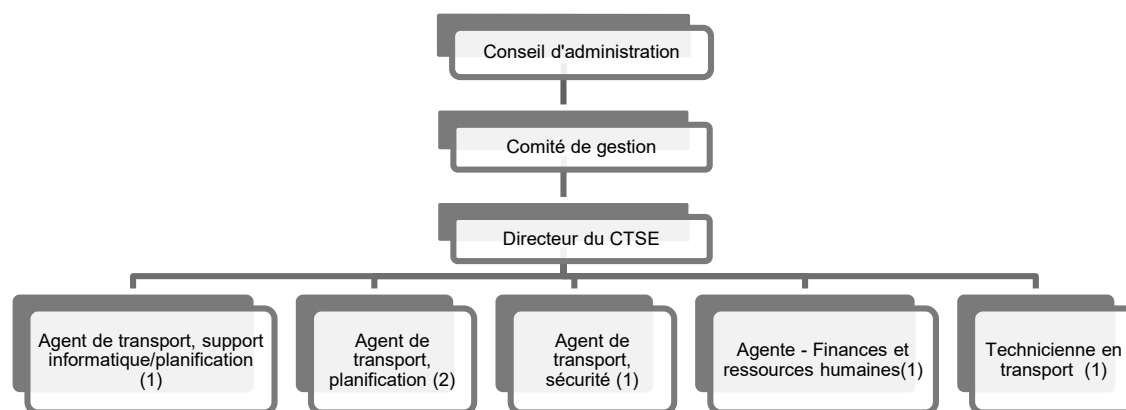 Conseil d'administration
Comité de gestion
Directeur du CTSE
Agent de transport, support
informatique/planification
(1)
Agent de
transport,
planification (2)
Agent de
transport,
sécurité (1)
Agente - Finances et
ressources humaines(1)
Technicienne en
transport (1)